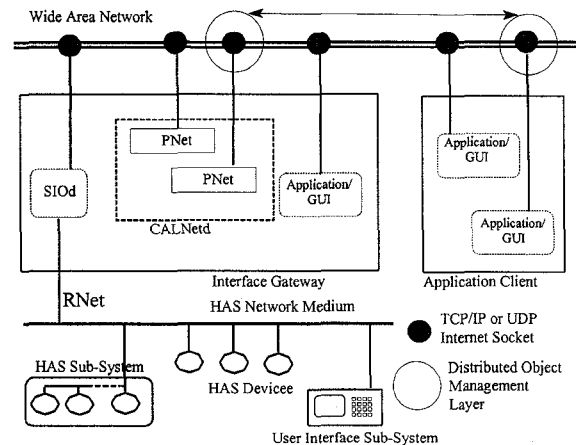 Wide Area Network
PNet
PNet
SIOd
Application/
GUI
CALNetd
Application/
GUI
Application/
GUI
Interface Gateway
Application Client
RNet
HAS Network Medium
TCP/IP or UDP
Internet Socket
HAS Sub-System
HAS Devicee
Distributed Object
Management
Layer
User Interface Sub-System